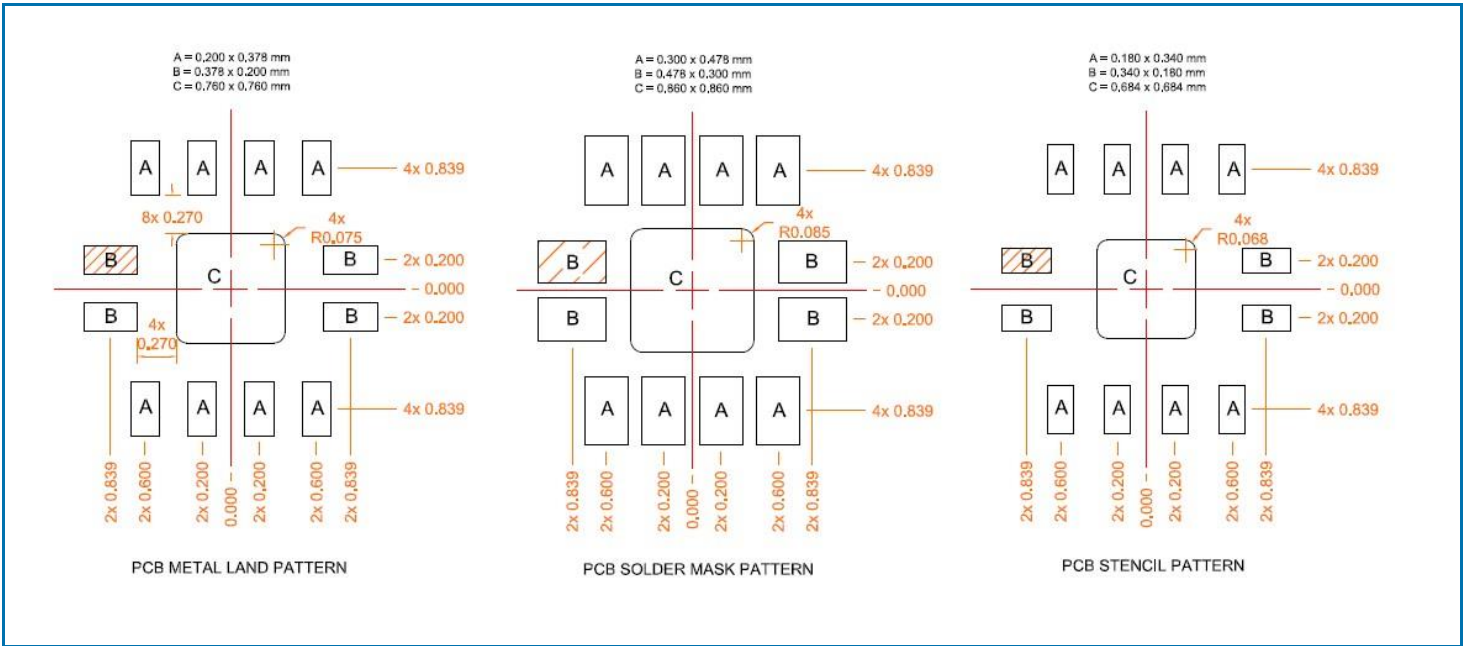 A = 0.200 x 0.378 mm
B = 0.378 x 0.200 mm
C = 0.760 x 0.760 mm
A A A A
4x 0.839
8x 0.270
4x
R0.075
B
B
2x 0.200
C
0.000
B
B
2x 0.200
4x
0.270
A A A A
4x 0.839
2x 0.839
2x 0.600
2x 0.200
0.000
2x 0.200
2x 0.600
2x 0.839
PCB METAL LAND PATTERN
A = 0.300 x 0.478 mm
B = 0.478 x 0.300 mm
C = 0.860 x 0.860 mm
A A A A
4x 0.839
4x
R0.085
B
B
2x 0.200
C
0.000
B
B
2x 0.200
A A A A
4x 0.839
2x 0.839
2x 0.600
2x 0.200
0.000
2x 0.200
2x 0.600
2x 0.839
PCB SOLDER MASK PATTERN
A = 0.180 x 0.340 mm
B = 0.340 x 0.180 mm
C = 0.684 x 0.684 mm
A A A A
4x 0.839
4x
R0.068
B
B
2x 0.200
C
0.000
B
B
2x 0.200
A A A A
4x 0.839
2x 0.839
2x 0.600
2x 0.200
0.000
2x 0.200
2x 0.600
2x 0.839
PCB STENCIL PATTERN